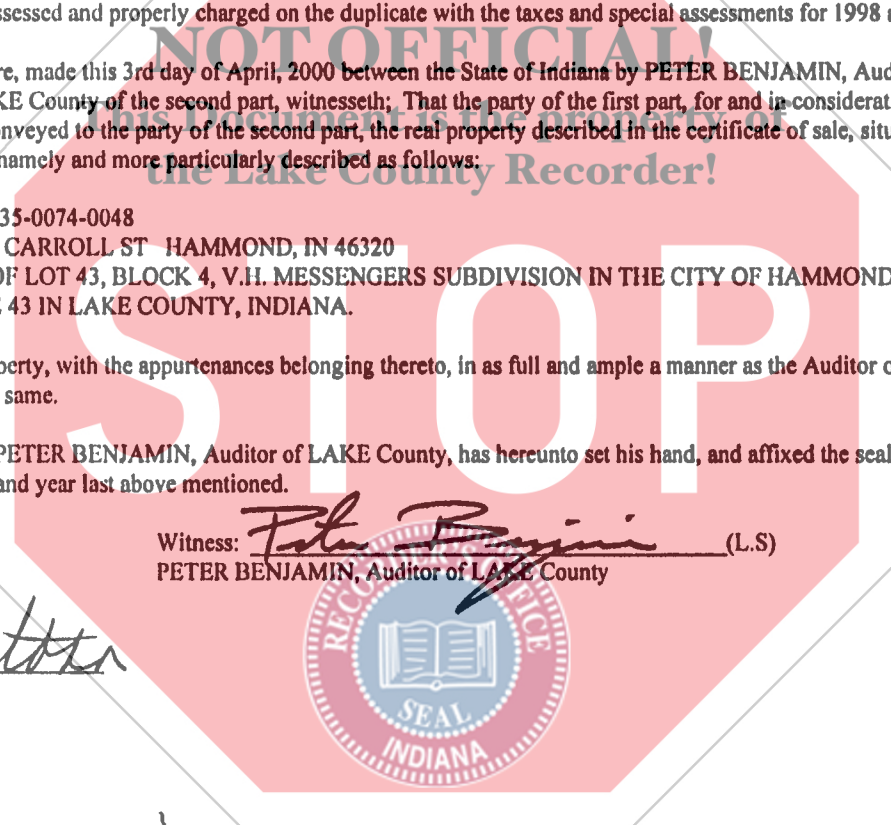 ssessed and properly charged on the duplicate with the taxes and special assessments for 1998
NOT OFFICIAL!
re, made this 3rd day of April, 2000 between the State of Indiana by PETER BENJAMIN, Aud
KE County of the second part, witnesseth; That the party of the first part, for and in considerat
This Document is the property of
onveyed to the party of the second part, the real property described in the certificate of sale, situ
namely and more particularly described as follows:
the Lake County Recorder!
35-0074-0048
CARROLL ST HAMMOND, IN 46320
OF LOT 43, BLOCK 4, V.H. MESSENGERS SUBDIVISION IN THE CITY OF HAMMOND
43 IN LAKE COUNTY, INDIANA.
STOP
perty, with the appurtenances belonging thereto, in as full and ample a manner as the Auditor o
same.
PETER BENJAMIN, Auditor of LAKE County, has hereunto set his hand, and affixed the seal
and year last above mentioned.
Witness: Peter Benjamin (L.S)
PETER BENJAMIN, Auditor of LAKE County
RECORDER'S OFFICE
SEAL
INDIANA